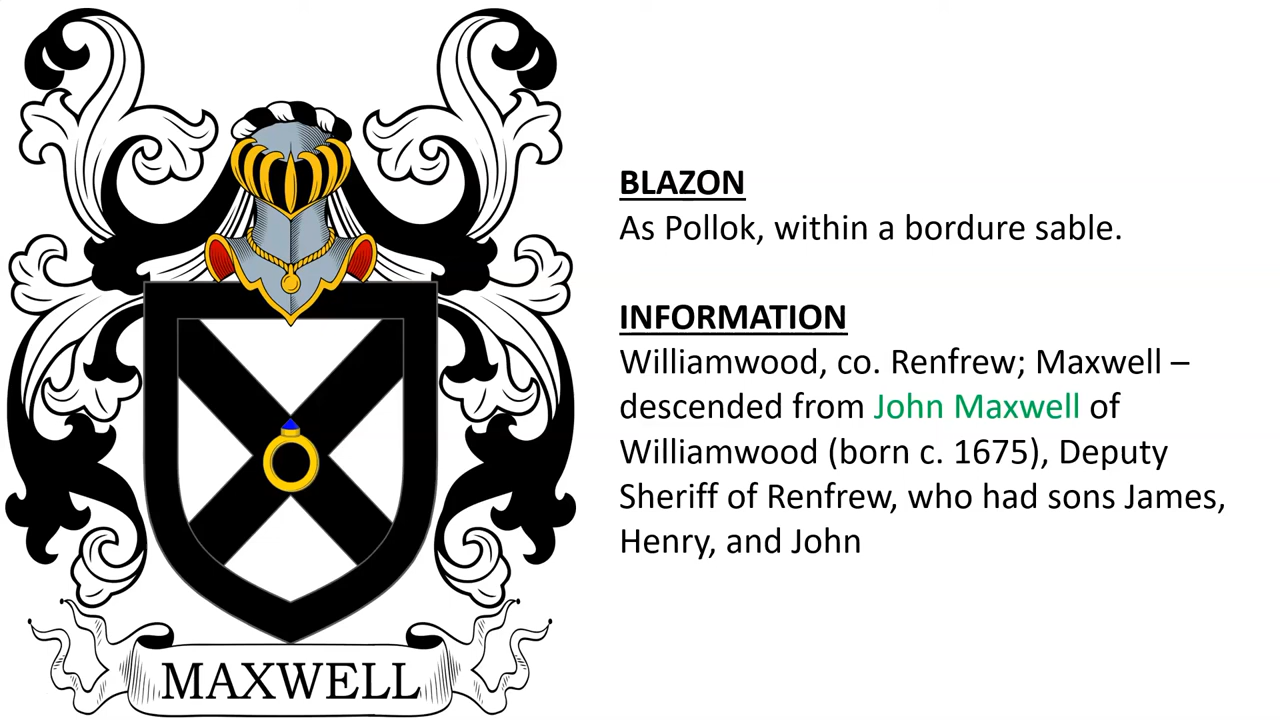 BLAZON
As Pollok, within a bordure sable.
INFORMATION
Williamwood, co. Renfrew; Maxwell –
descended from John Maxwell of
Williamwood (born c. 1675), Deputy
Sheriff of Renfrew, who had sons James,
Henry, and John
MAXWELL